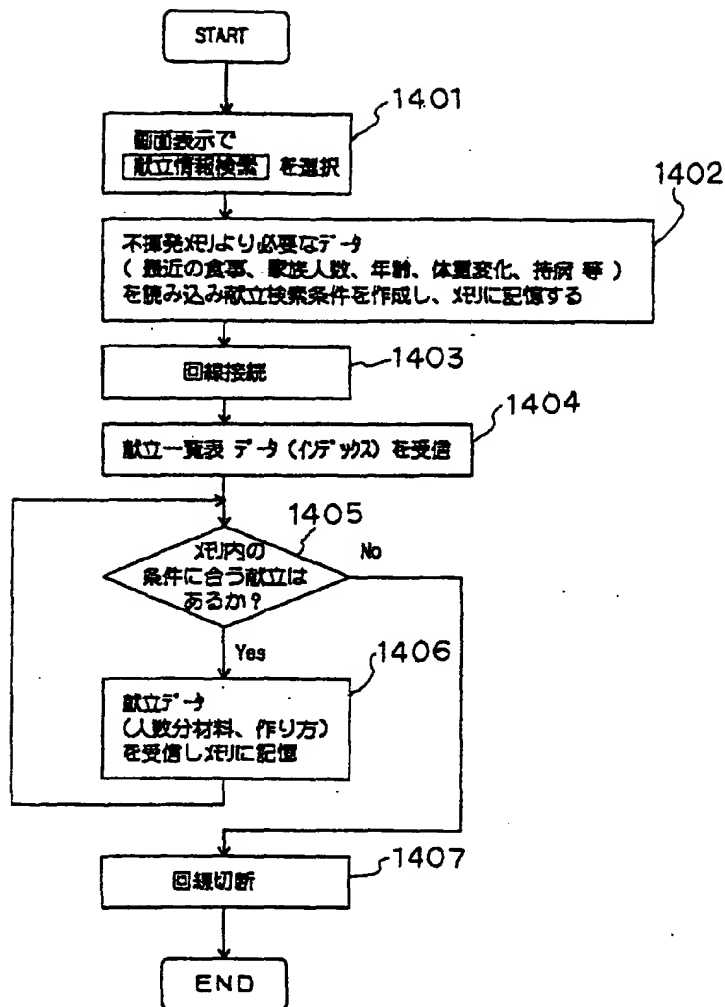 START
1401
画面表示で
献立情報検索 を選択
1402
不揮発メモリより必要なデータ
( 最近の食事、家族人数、年齢、体重変化、持病 等 )
を読み込み献立検索条件を作成し、メモリに記憶する
1403
回線接続
1404
献立一覧表 データ (インデックス) を受信
1405
メモリ内の
条件に合う献立は
あるか?
No
Yes
1406
献立データ
(人数分材料、作り方)
を受信しメモリに記憶
1407
回線切断
END